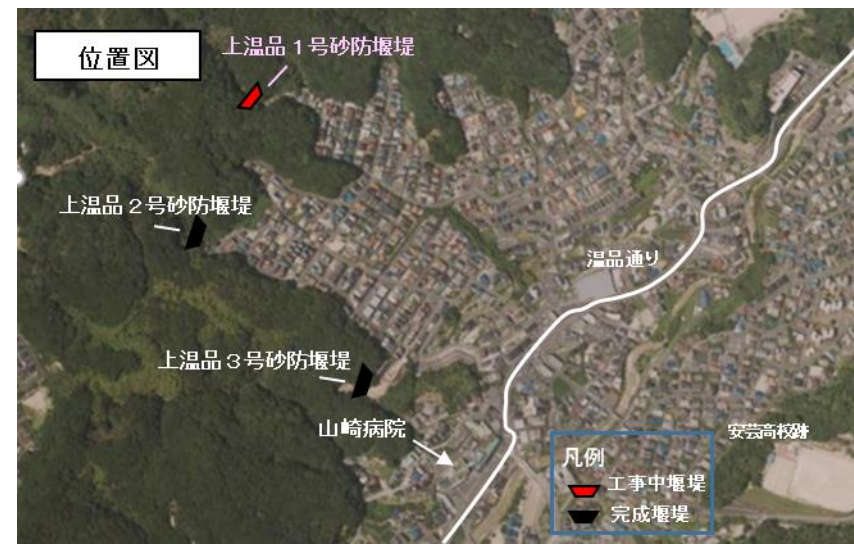 位置図
上温品１号砂防堰堤
上温品２号砂防堰堤
温品通り
上温品３号砂防堰堤
山崎病院
安芸高校跡
凡例
工事中堰堤
完成堰堤